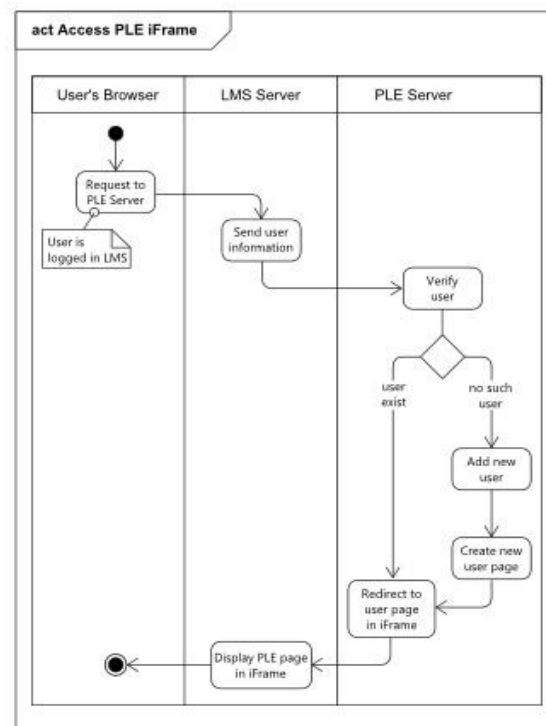 act Access PLE iFrame
User's Browser
LMS Server
PLE Server
Request to
PLE Server
User is
logged in LMS
Send user
information
Verify
user
user
exist
no such
user
Add new
user
Create new
user page
Redirect to
user page
in iFrame
Display PLE page
in iFrame